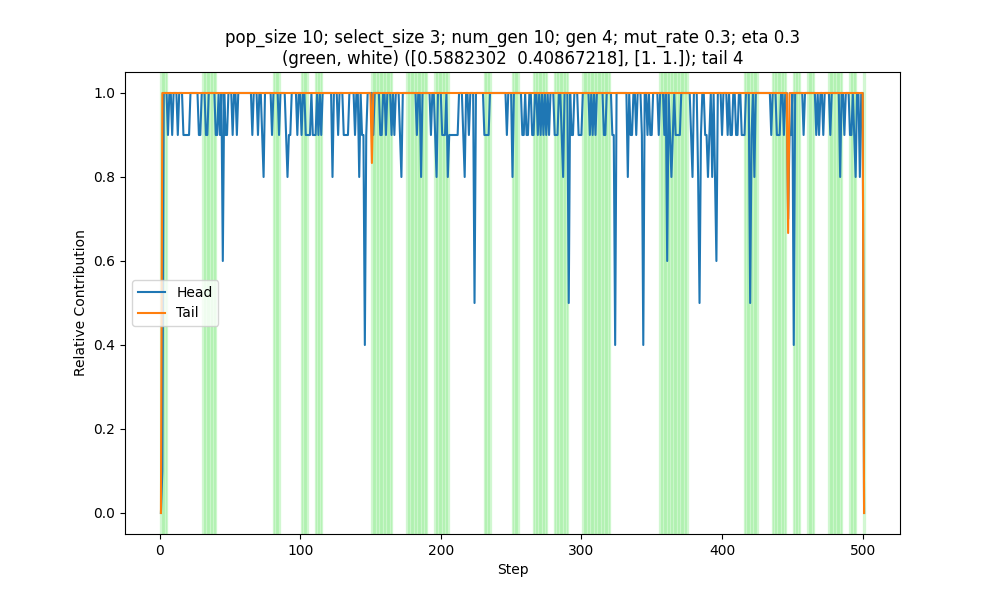 pop_size 10; select_size 3; num_gen 10; gen 4; mut_rate 0.3; eta 0.3
(green, white) ([0.5882302  0.40867218], [1. 1.]); tail 4
1.0
0.8
0.6
0.4
0.2
0.0
Relative Contribution
Head
Tail
0
100
200
300
400
500
Step